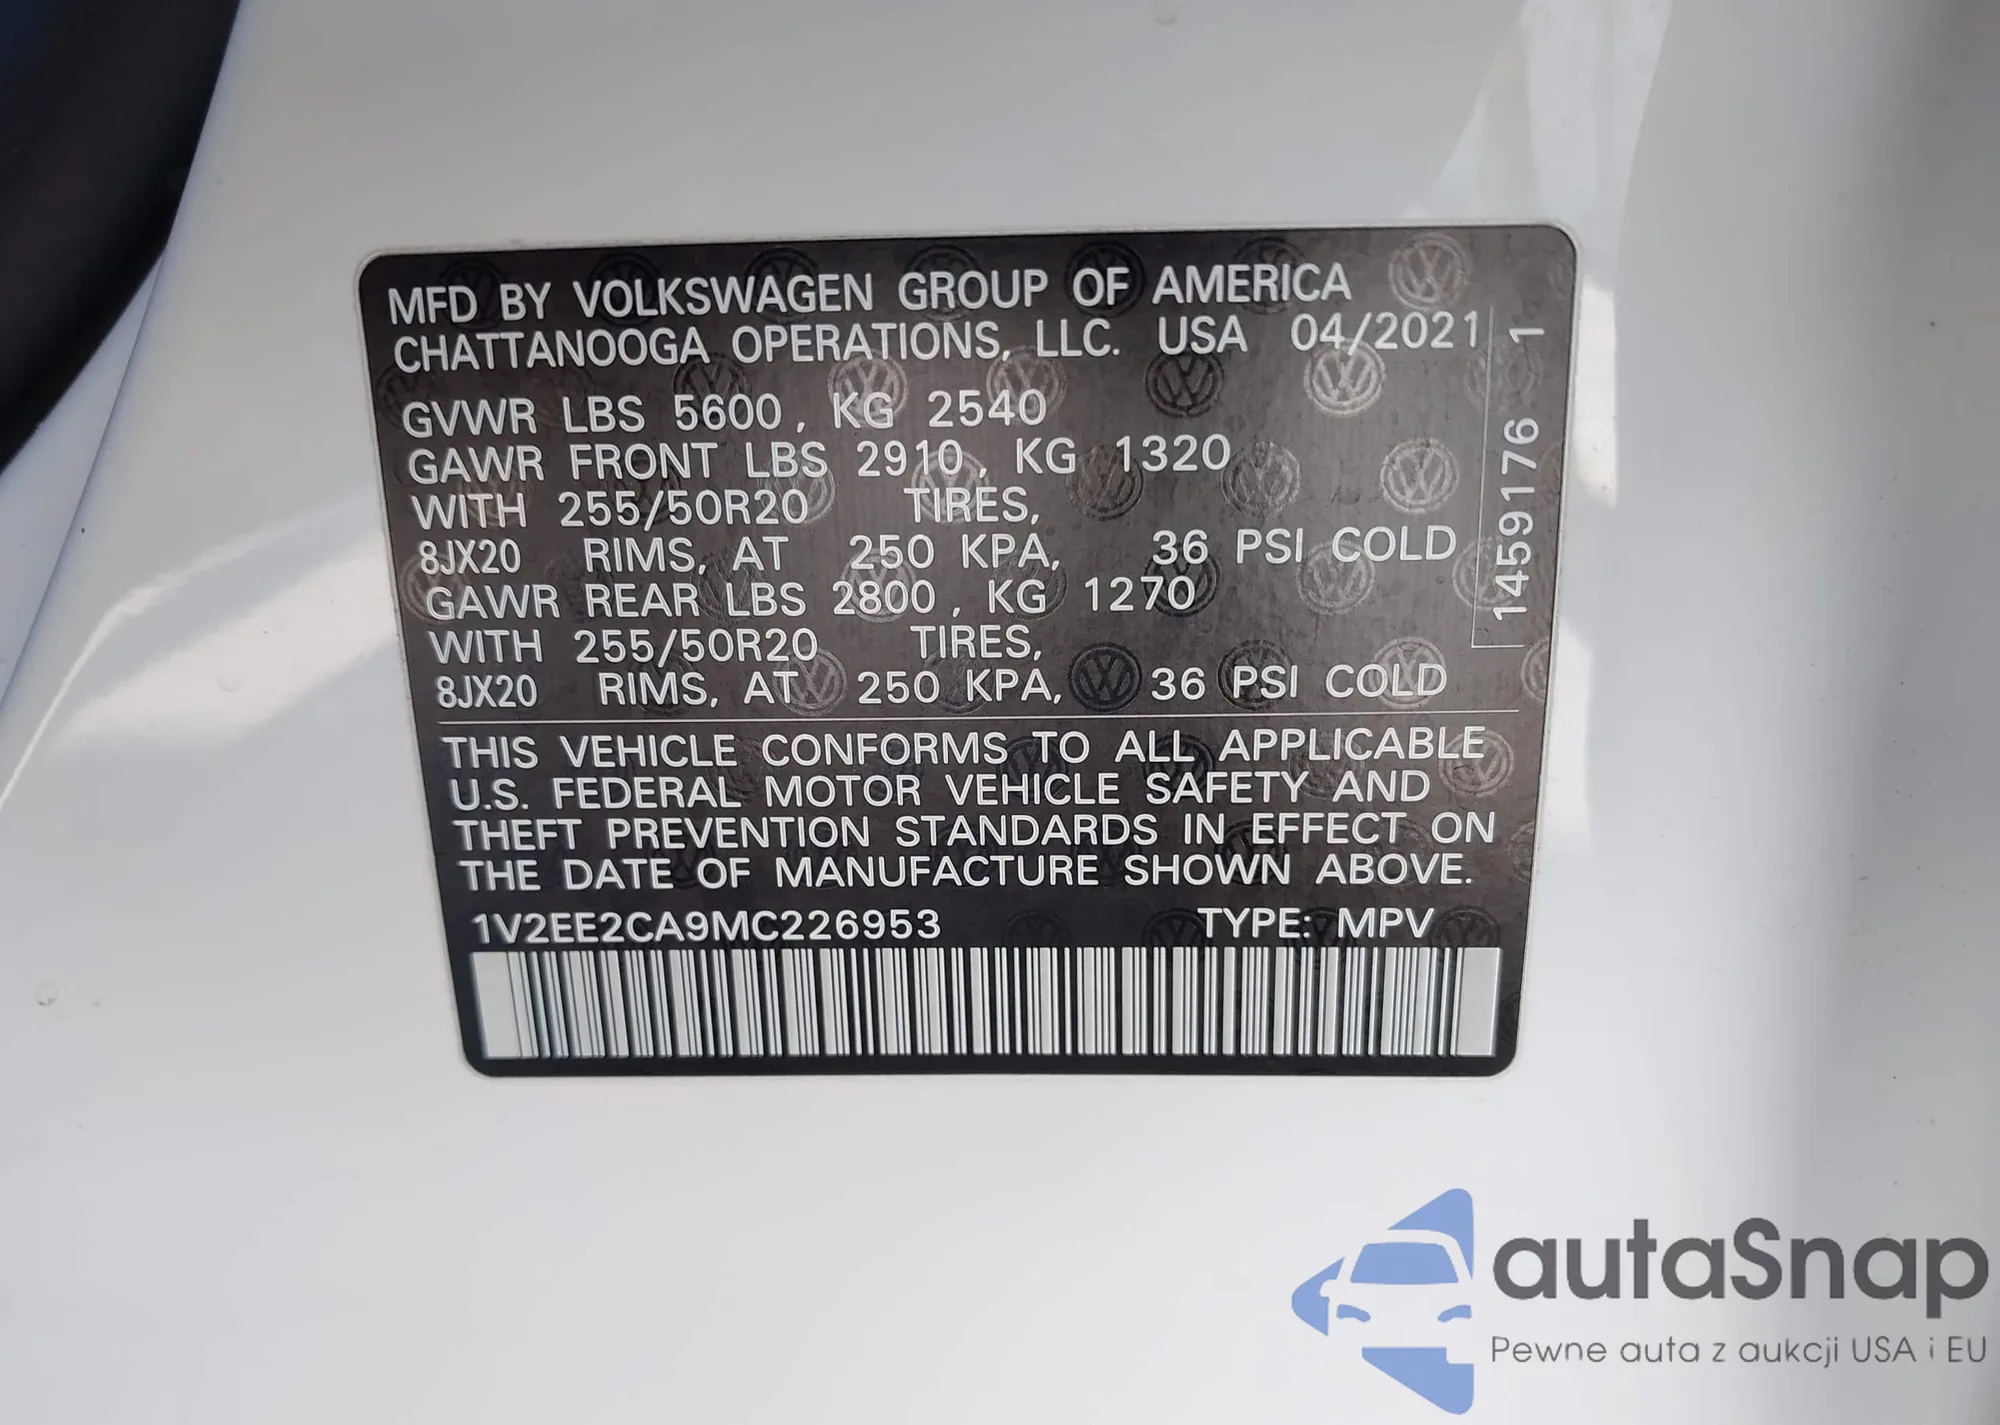 MFD BY VOLKSWAGEN GROUP OF AMERICA
CHATTANOOGA OPERATIONS, LLC. USA 04/2021
GVWR LBS 5600, KG 2540
GAWR FRONT LBS 2910, KG 1320
WITH 255/50R20 TIRES,
8JX20 RIMS, AT 250 KPA, 36 PSI COLD
GAWR REAR LBS 2800, KG 1270
WITH 255/50R20 TIRES,
8JX20 RIMS, AT 250 KPA, 36 PSI COLD
1459176 1
THIS VEHICLE CONFORMS TO ALL APPLICABLE
U.S. FEDERAL MOTOR VEHICLE SAFETY AND
THEFT PREVENTION STANDARDS IN EFFECT ON
THE DATE OF MANUFACTURE SHOWN ABOVE.
1V2EE2CA9MC226953 TYPE: MPV
autaSnap
Pewne auta z aukcji USA i EU